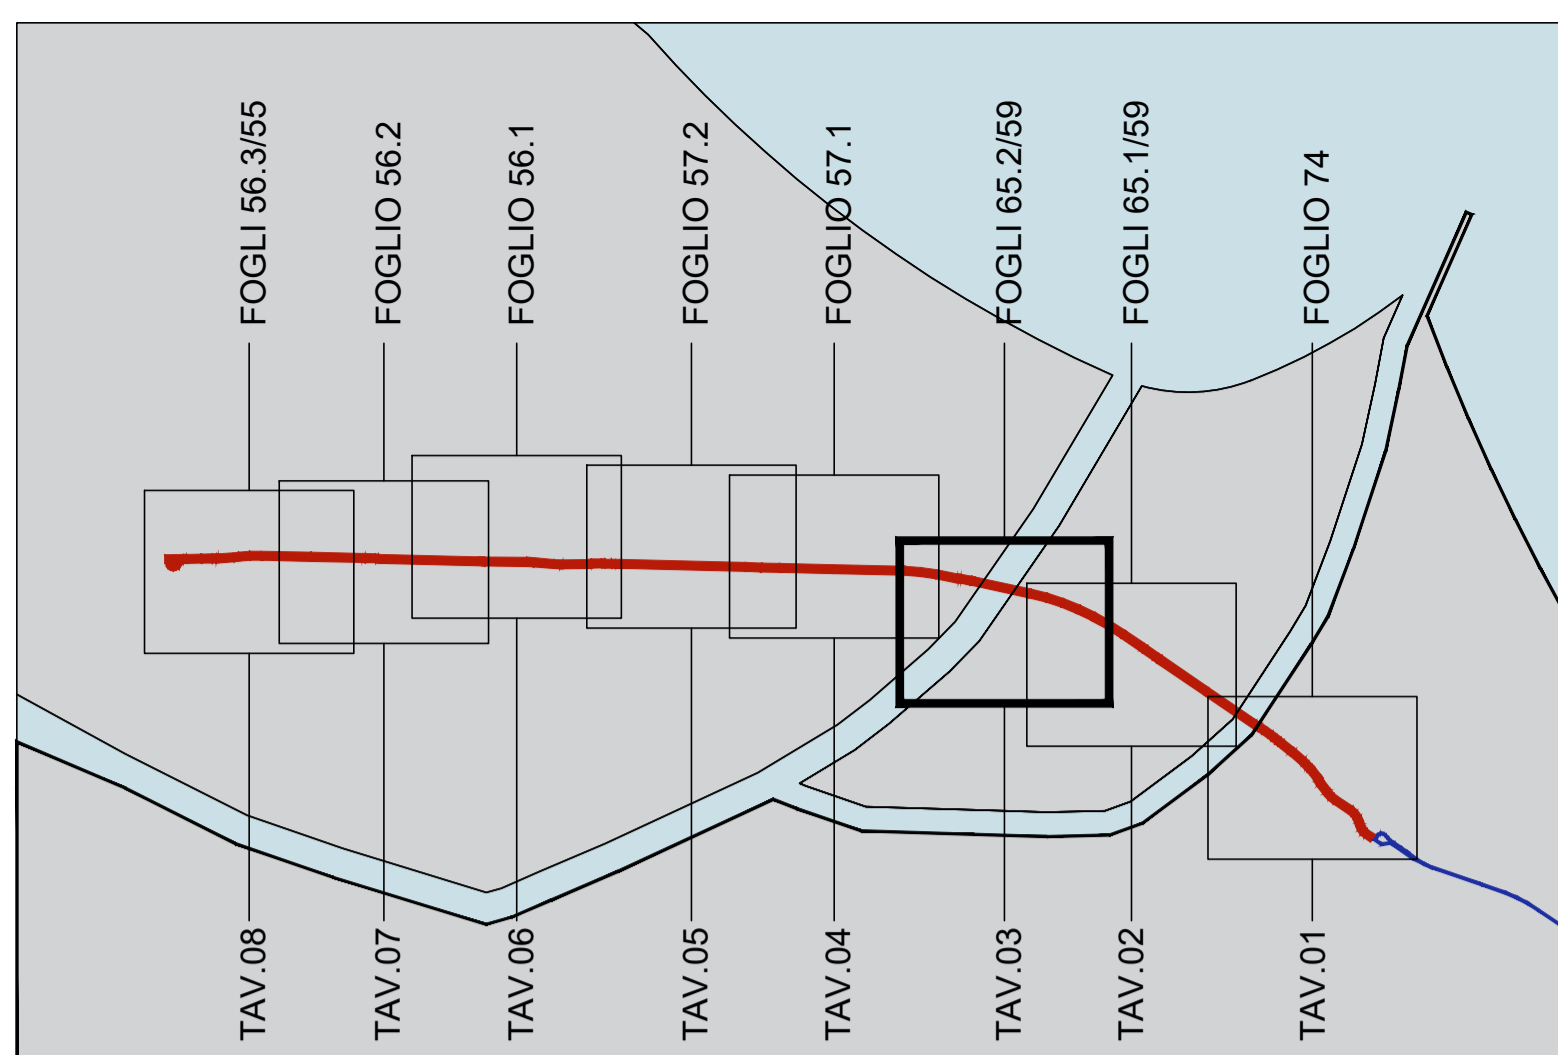 FOGLI 56.3/55
FOGLIO 56.2
FOGLIO 56.1
FOGLIO 57.2
FOGLIO 57.1
FOGLI 65.2/59
FOGLI 65.1/59
FOGLIO 74
TAV.08
TAV.07
TAV.06
TAV.05
TAV.04
TAV.03
TAV.02
TAV.01